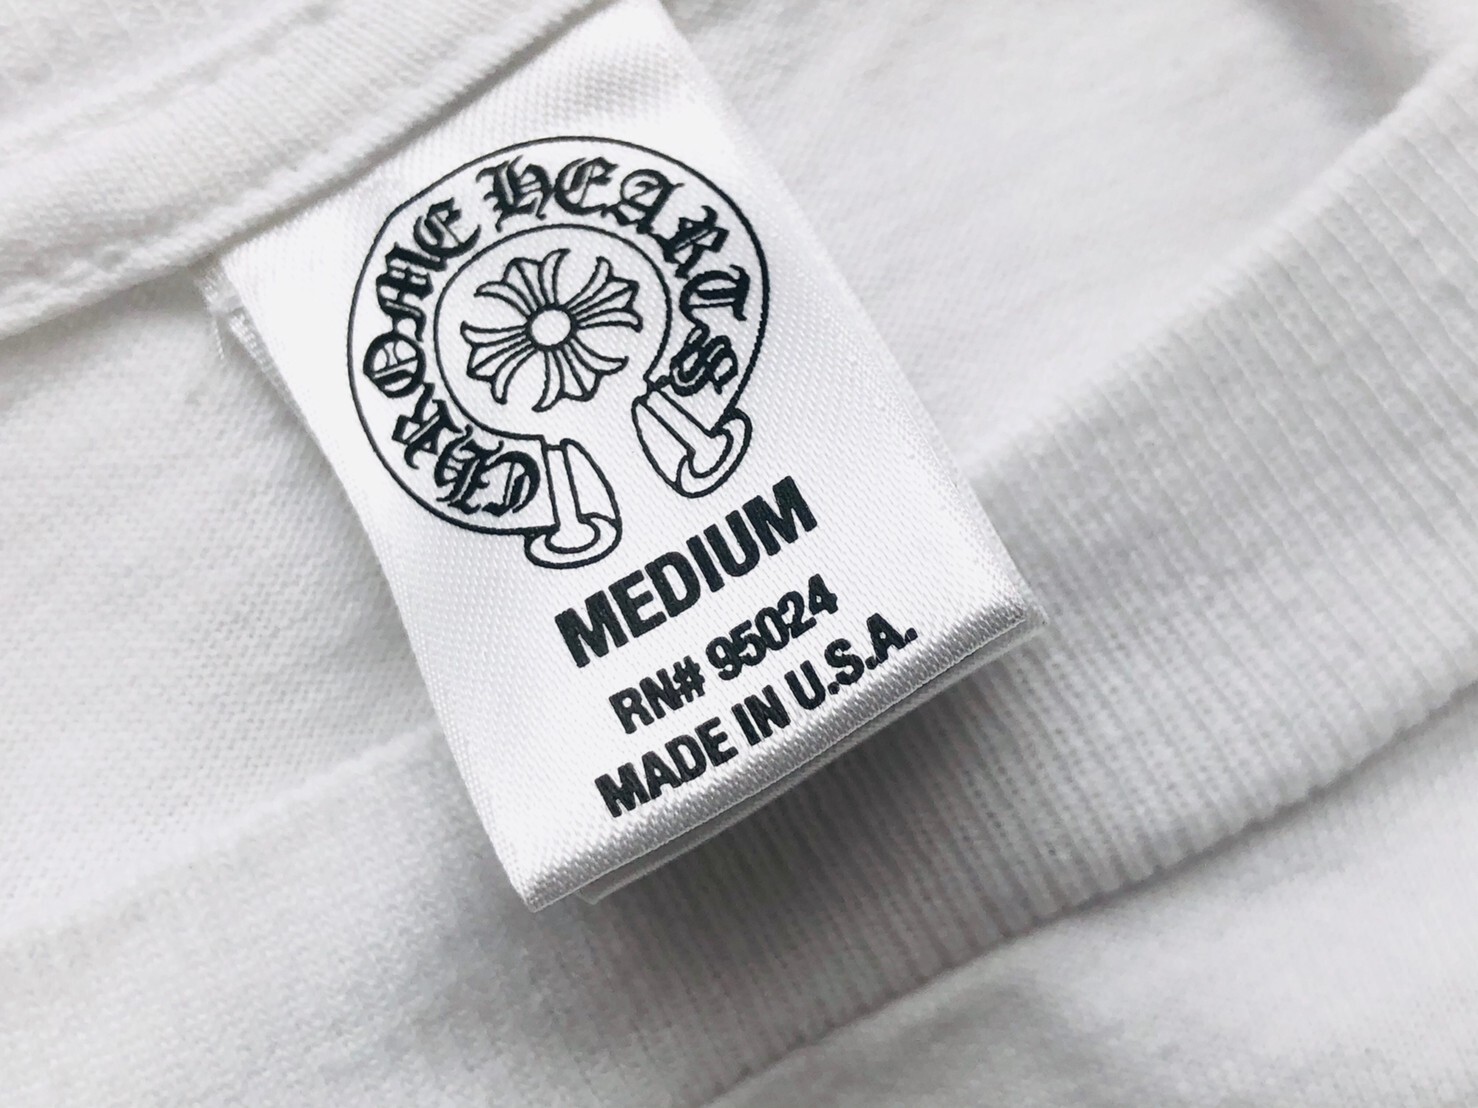 CHROME HEARTS
MEDIUM
RN# 95024
MADE IN U.S.A.